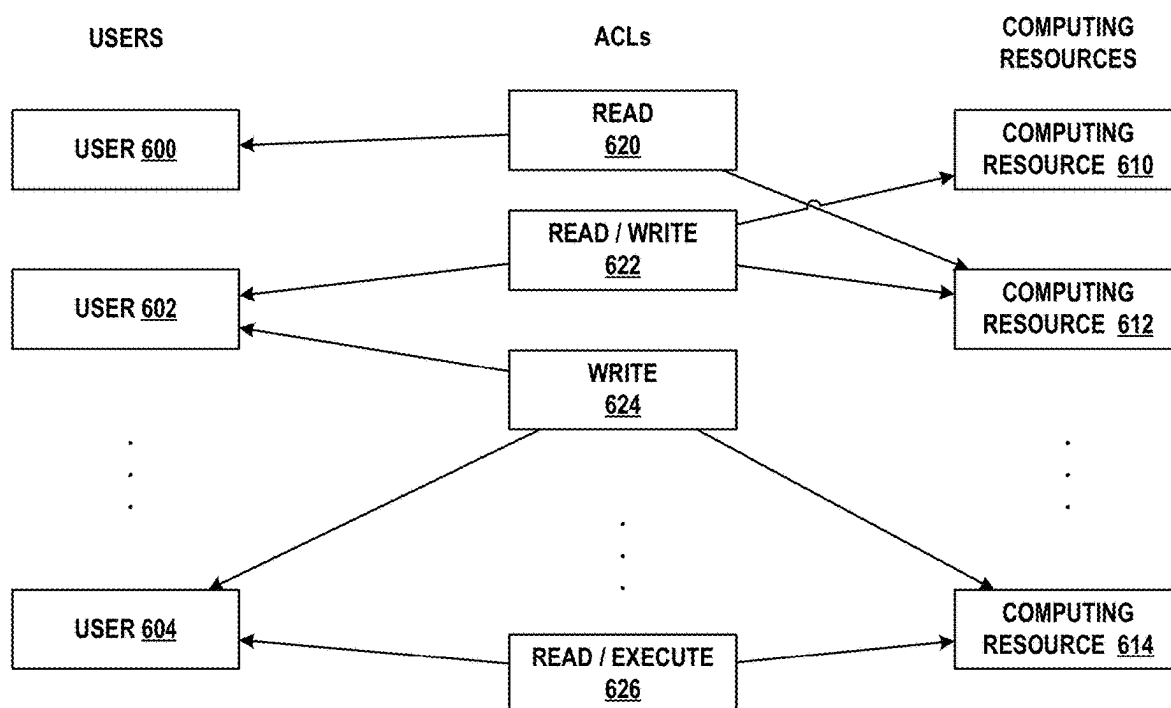 USERS
ACLs
COMPUTING
RESOURCES
USER 600
READ
620
COMPUTING
RESOURCE 610
READ / WRITE
622
USER 602
COMPUTING
RESOURCE 612
WRITE
624
USER 604
READ / EXECUTE
626
COMPUTING
RESOURCE 614